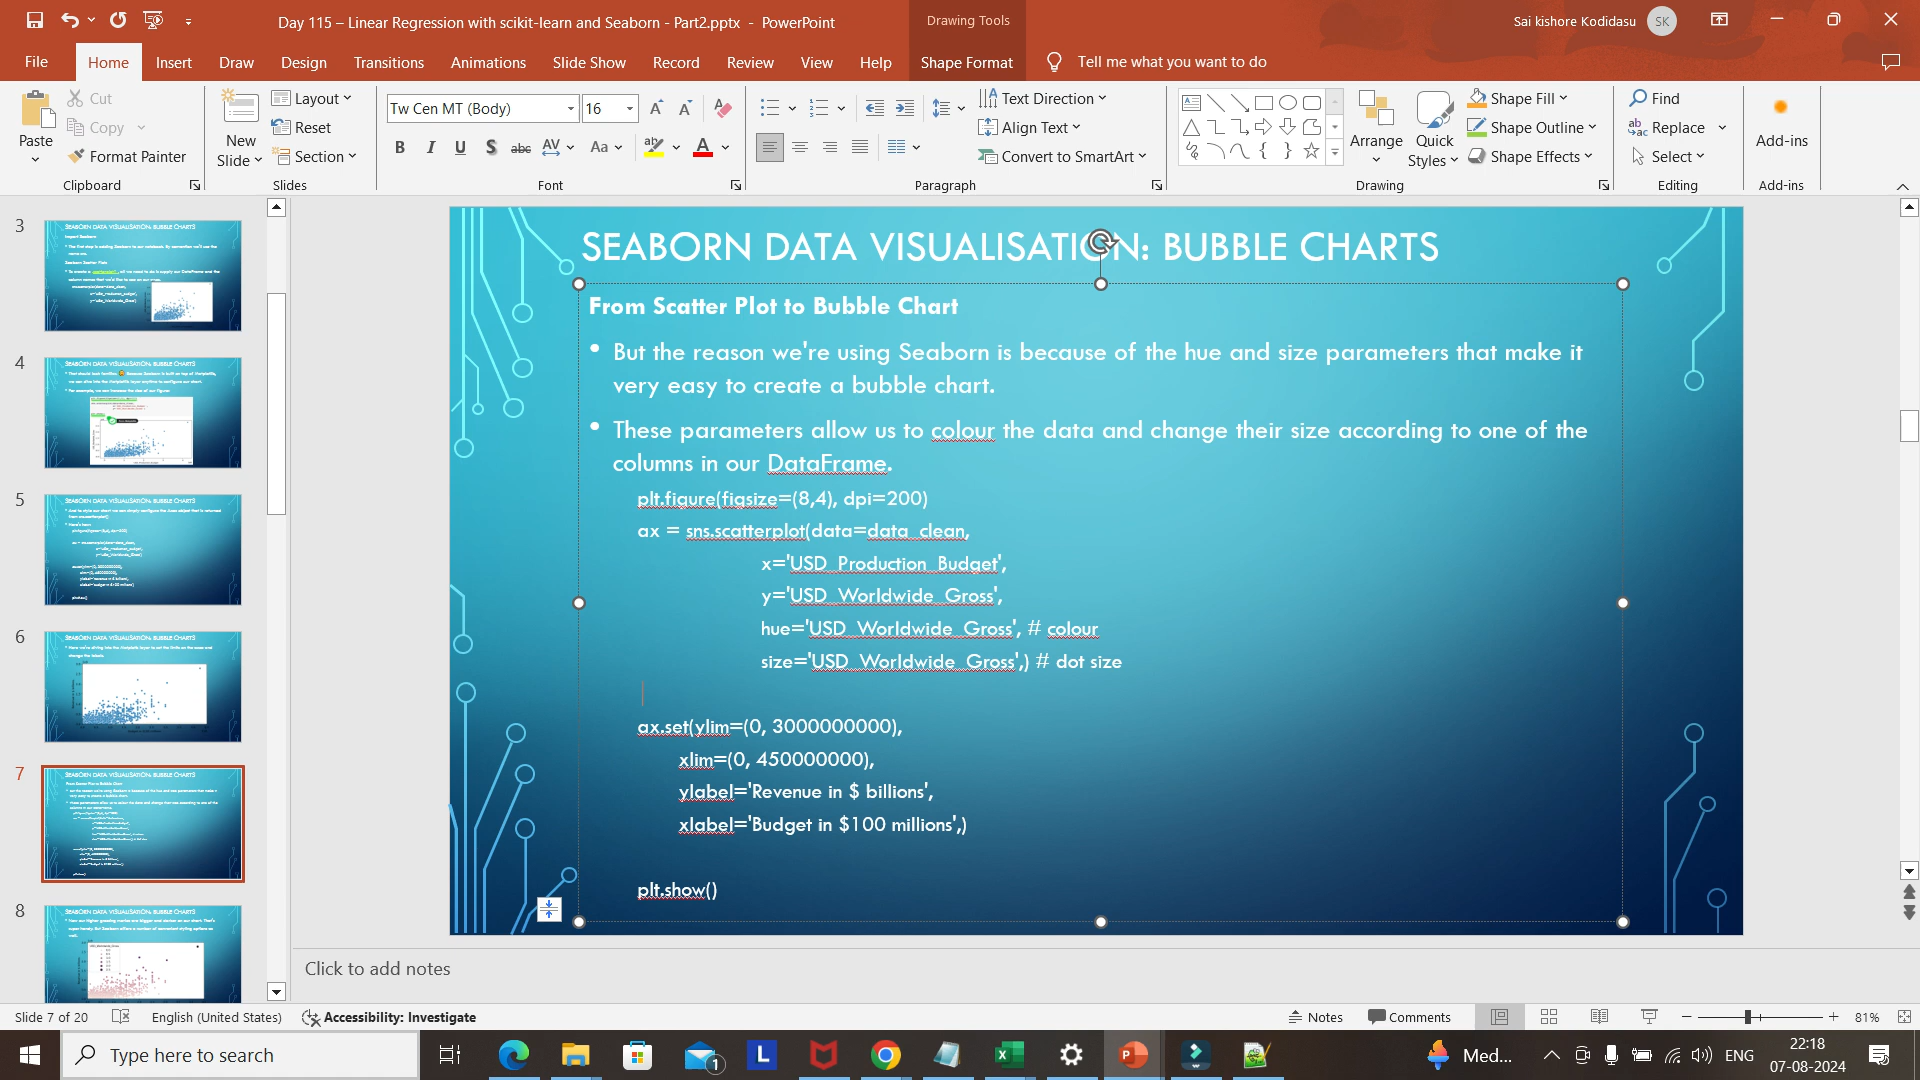 Day 115 – Linear Regression with scikit-learn and Seaborn - Part2.pptx - PowerPoint
Drawing Tools
Sai kishore Kodidasu
SK
File
Home
Insert
Draw
Design
Transitions
Animations
Slide Show
Record
Review
View
Help
Shape Format
Tell me what you want to do
Paste
Cut
Copy
Format Painter
Clipboard
New Slide
Layout
Reset
Section
Slides
Tw Cen MT (Body)
16
Font
Text Direction
Align Text
Convert to SmartArt
Paragraph
Arrange
Quick Styles
Shape Fill
Shape Outline
Shape Effects
Drawing
Find
Replace
Select
Editing
Add-ins
Add-ins
3
4
5
6
7
8
SEABORN DATA VISUALISATION: BUBBLE CHARTS
From Scatter Plot to Bubble Chart
• But the reason we're using Seaborn is because of the hue and size parameters that make it
very easy to create a bubble chart.
• These parameters allow us to colour the data and change their size according to one of the
columns in our DataFrame.
plt.figure(figsize=(8,4), dpi=200)
ax = sns.scatterplot(data=data_clean,
x='USD_Production_Budget',
y='USD_Worldwide_Gross',
hue='USD_Worldwide_Gross', # colour
size='USD_Worldwide_Gross',) # dot size
ax.set(ylim=(0, 3000000000),
xlim=(0, 450000000),
ylabel='Revenue in $ billions',
xlabel='Budget in $100 millions',)
plt.show()
Click to add notes
Slide 7 of 20
English (United States)
Accessibility: Investigate
Notes
Comments
81%
Type here to search
1
Med...
ENG
22:18
07-08-2024